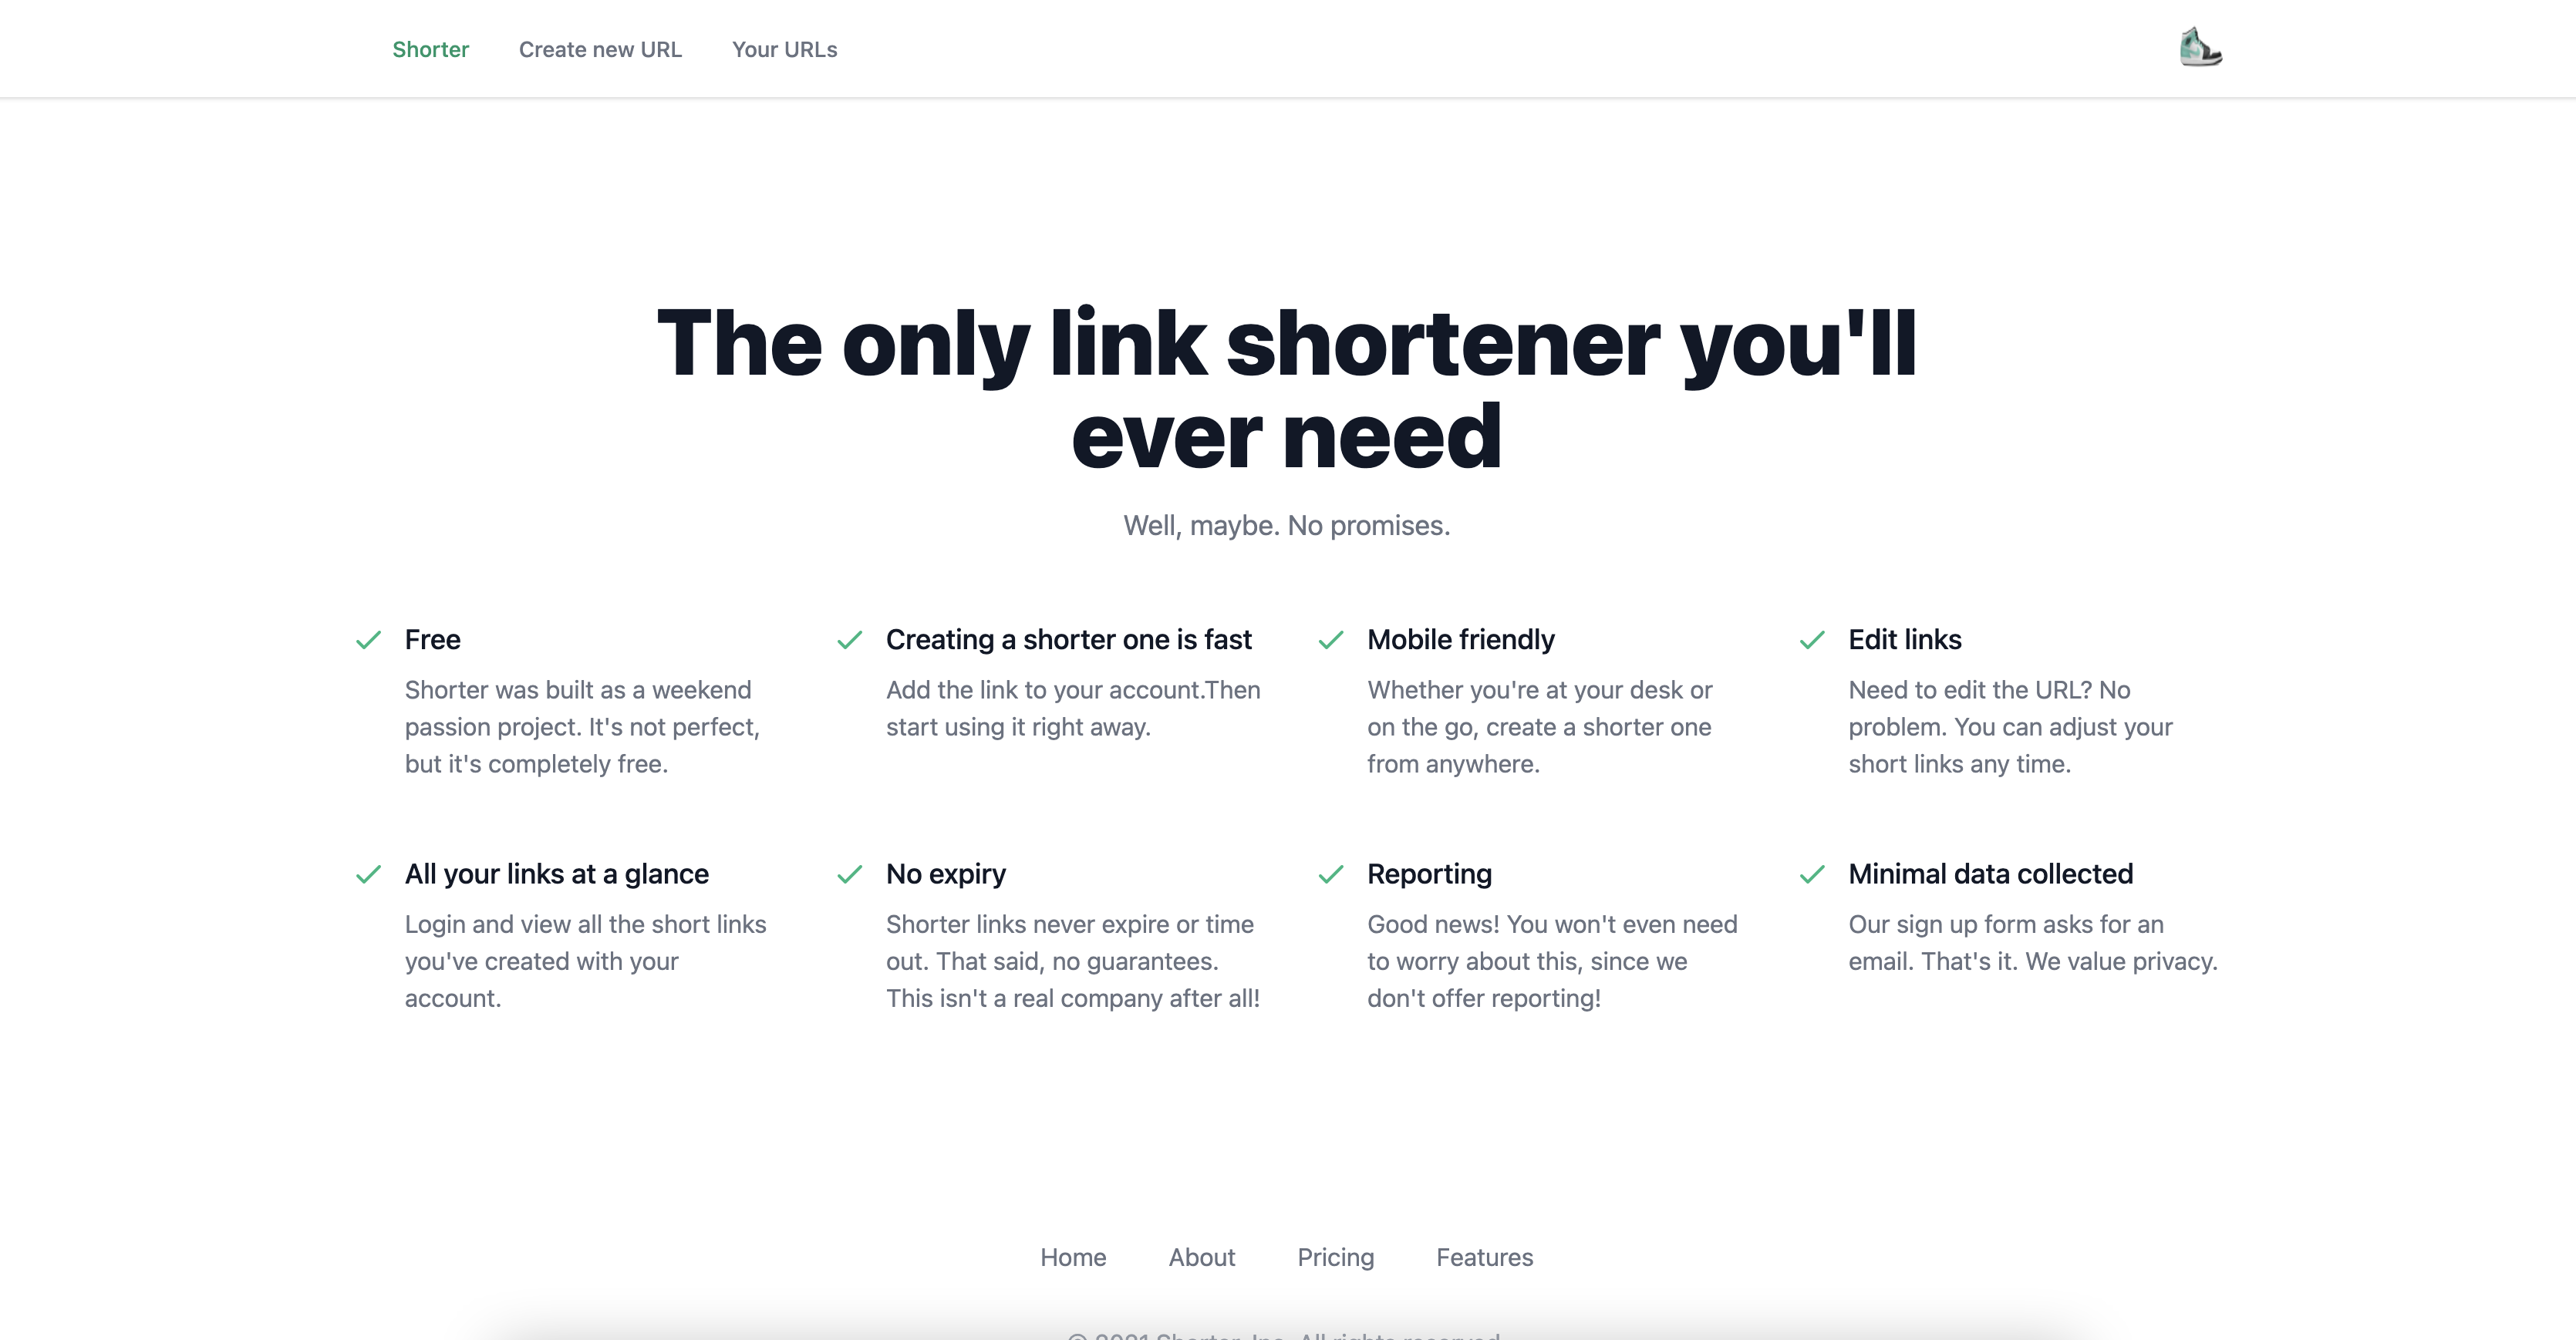 Shorter
Create new URL
Your URLs
The only link shortener you'll
ever need
Well, maybe. No promises.
Free
Shorter was built as a weekend
passion project. It's not perfect,
but it's completely free.
Creating a shorter one is fast
Add the link to your account.Then
start using it right away.
Mobile friendly
Whether you're at your desk or
on the go, create a shorter one
from anywhere.
Edit links
Need to edit the URL? No
problem. You can adjust your
short links any time.
All your links at a glance
Login and view all the short links
you've created with your
account.
No expiry
Shorter links never expire or time
out. That said, no guarantees.
This isn't a real company after all!
Reporting
Good news! You won't even need
to worry about this, since we
don't offer reporting!
Minimal data collected
Our sign up form asks for an
email. That's it. We value privacy.
Home
About
Pricing
Features
© 2021 Shorter, Inc. All rights reserved.